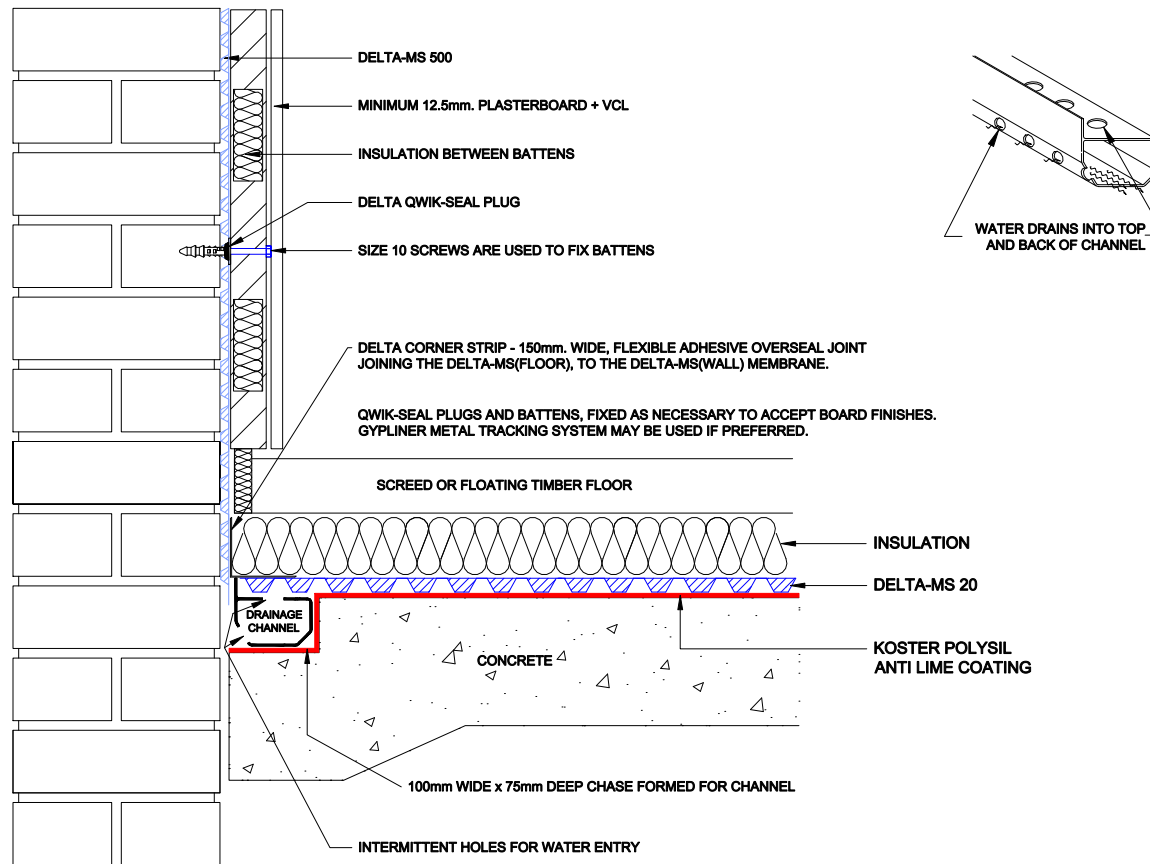 DELTA-MS 500
MINIMUM 12.5mm. PLASTERBOARD + VCL
INSULATION BETWEEN BATTENS
DELTA QWIK-SEAL PLUG
SIZE 10 SCREWS ARE USED TO FIX BATTENS
WATER DRAINS INTO TOP
AND BACK OF CHANNEL
DELTA CORNER STRIP - 150mm. WIDE, FLEXIBLE ADHESIVE OVERSEAL JOINT
JOINING THE DELTA-MS(FLOOR), TO THE DELTA-MS(WALL) MEMBRANE.
QWIK-SEAL PLUGS AND BATTENS, FIXED AS NECESSARY TO ACCEPT BOARD FINISHES.
GYPLINER METAL TRACKING SYSTEM MAY BE USED IF PREFERRED.
SCREED OR FLOATING TIMBER FLOOR
INSULATION
DELTA-MS 20
DRAINAGE
CHANNEL
CONCRETE
KOSTER POLYSIL
ANTI LIME COATING
100mm WIDE x 75mm DEEP CHASE FORMED FOR CHANNEL
INTERMITTENT HOLES FOR WATER ENTRY